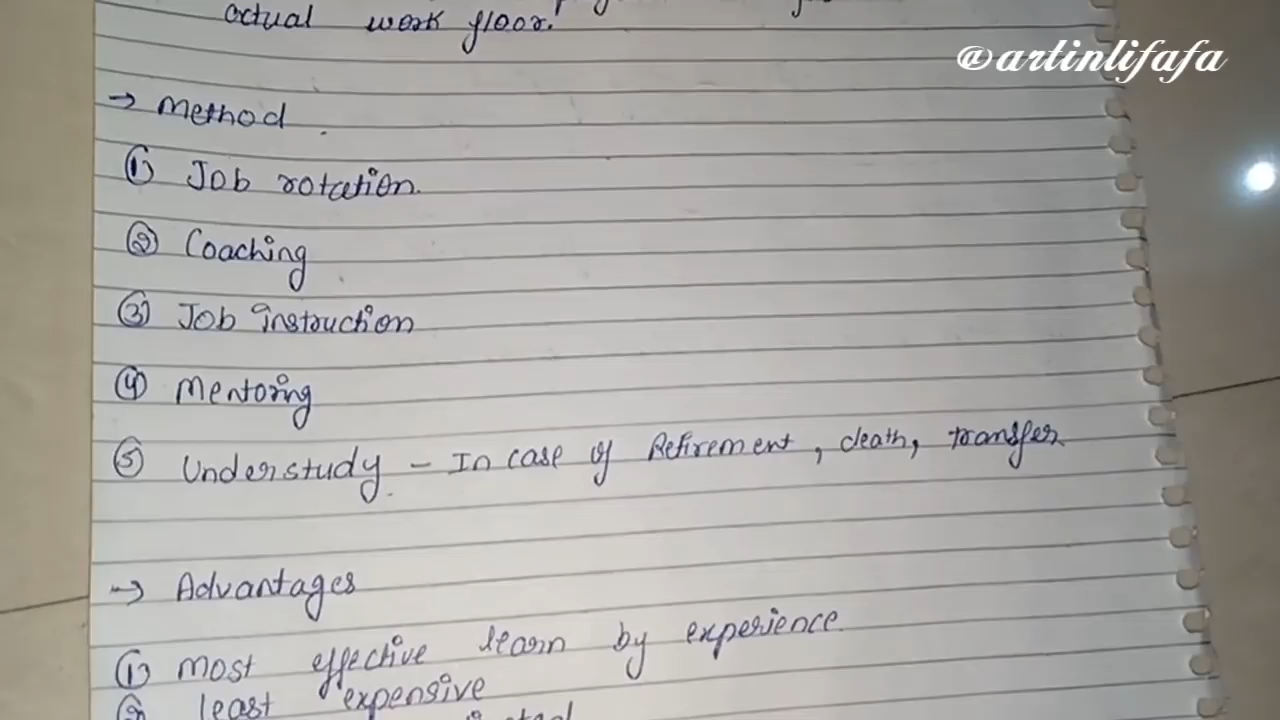 actual work floor.
@artinlifafa
→ Method
① Job rotation.
② Coaching
③ Job instruction
④ Mentoring
⑤ Understudy - In case of Retirement, death, transfer
→ Advantages
① most effective learn by experience
② least expensive